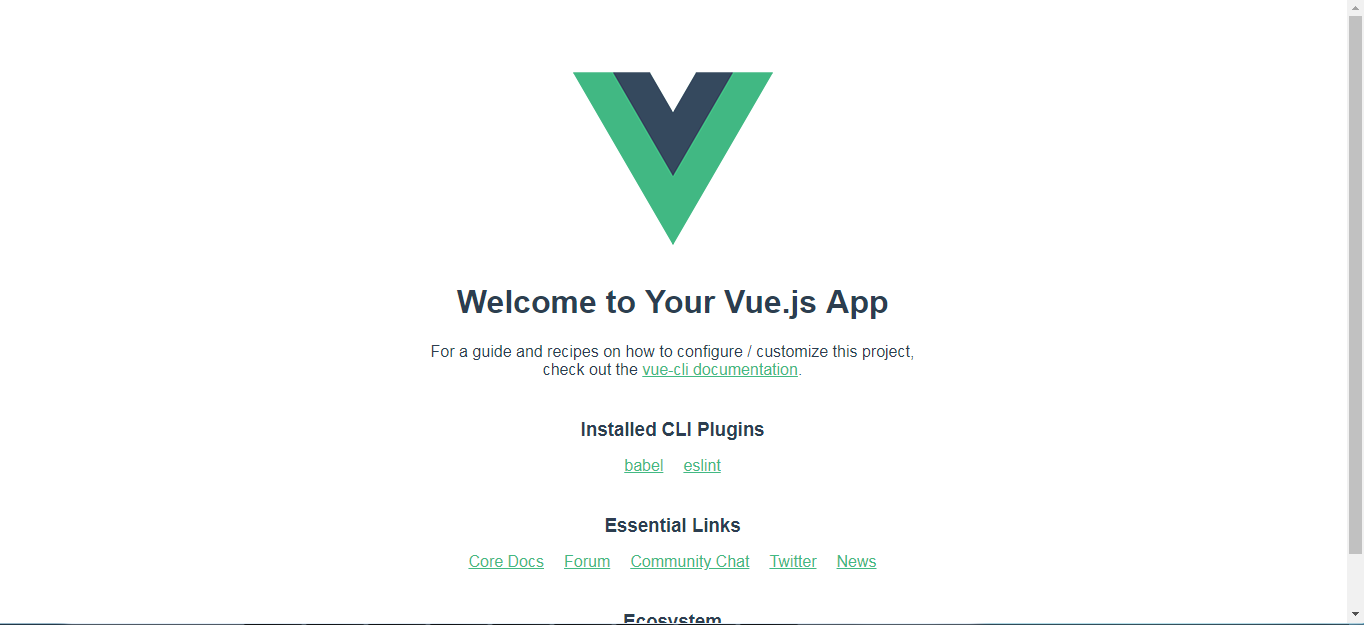 Welcome to Your Vue.js App
For a guide and recipes on how to configure / customize this project,
check out the vue-cli documentation.
Installed CLI Plugins
babel eslint
Essential Links
Core Docs Forum Community Chat Twitter News
Ecosystem